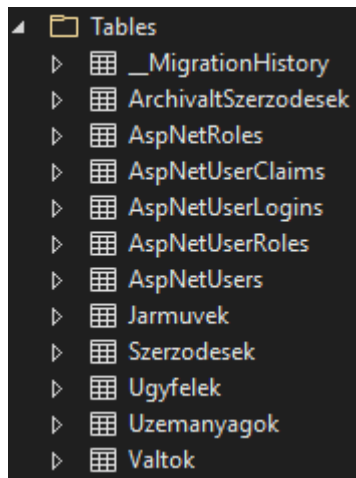 Tables
__MigrationHistory
ArchivaltSzerzodesek
AspNetRoles
AspNetUserClaims
AspNetUserLogins
AspNetUserRoles
AspNetUsers
Jarmuvek
Szerzodesek
Ugyfelek
Uzemanyagok
Valtok